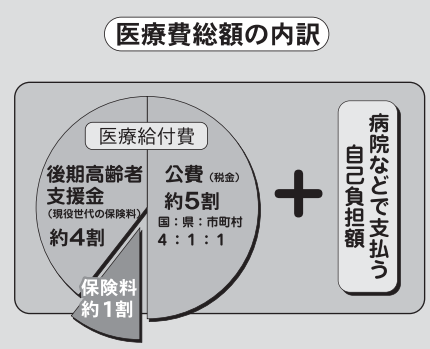 医療費総額の内訳
医療給付費
後期高齢者
支援金
(現役世代の保険料)
約4割
公費(税金)
約5割
国:県:市町村
4:1:1
保険料
約1割
+
病院などで支払う
自己負担額